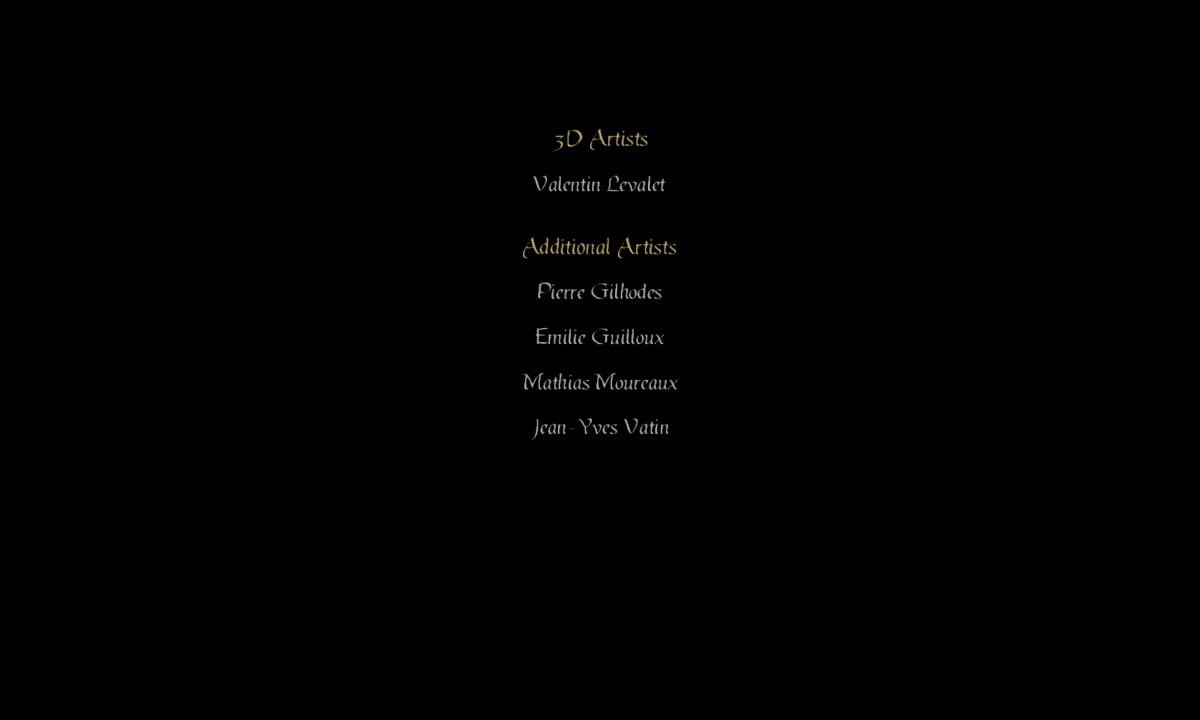 3D Artists
Valentin Levalet
Additional Artists
Pierre Gilhodes
Emilie Guilloux
Mathias Moureaux
Jean-Yves Vatin